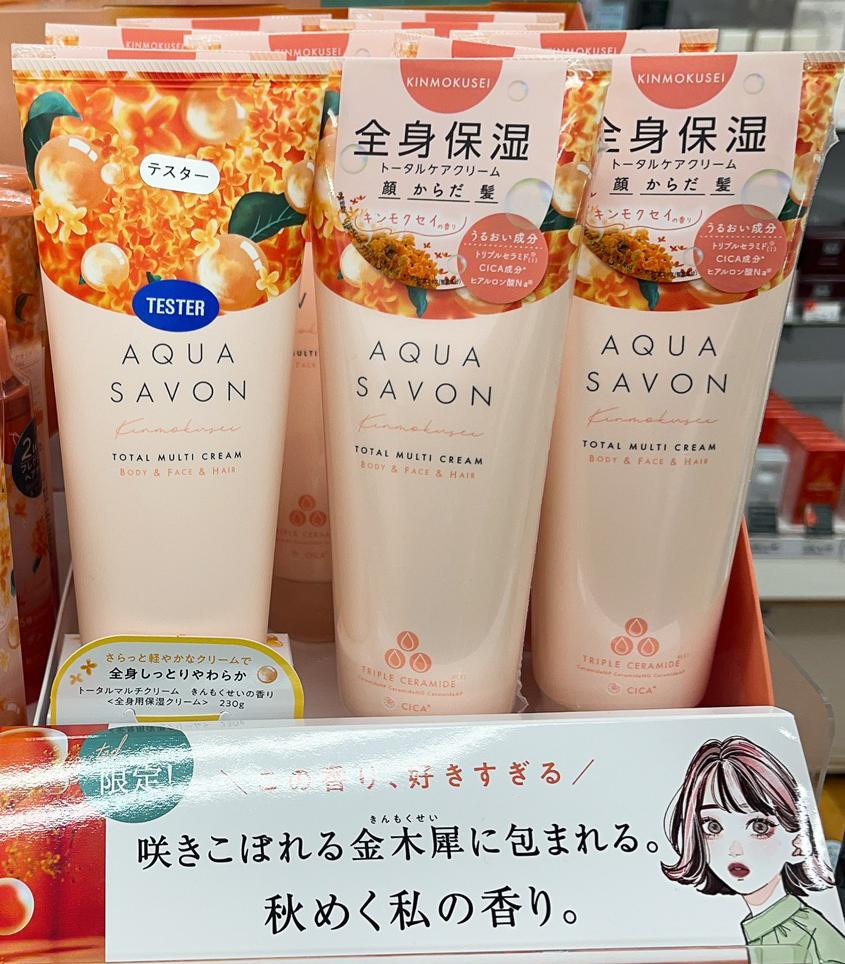 KINMOKUSEI
KINMOKUSEI
テスター
TESTER
AQUA
SAVON
Kinmokusei
TOTAL MULTI CREAM
BODY & FACE & HAIR
KINMOKUSEI
全身保湿
トータルケアクリーム
顔 からだ 髪
キンモクセイの香り
うるおい成分
トリプルセラミド
CICA成分*
ヒアルロン酸Na
AQUA
SAVON
Kinmokusei
TOTAL MULTI CREAM
BODY & FACE & HAIR
TRIPLE CERAMIDE
CeramideNP CeramideNG CeramideAP
CICA
KINMOKUSEI
全身保湿
トータルケアクリーム
顔 からだ 髪
キンモクセイの香り
うるおい成分
トリプルセラミド
CICA成分*
ヒアルロン酸Na
AQUA
SAVON
Kinmokusei
TOTAL MULTI CREAM
BODY & FACE & HAIR
TRIPLE CERAMIDE
CeramideNP CeramideNG CeramideAP
CICA
TRIPLE CERAM
CICA
さらっと軽やかなクリームで
全身しっとりやわらか
トータルマルチクリーム きんもくせいの香り
<全身用保湿クリーム> 230g
限定!
\この香り、好きすぎる/
きんもくせい
咲きこぼれる金木犀に包まれる。
秋めく私の香り。